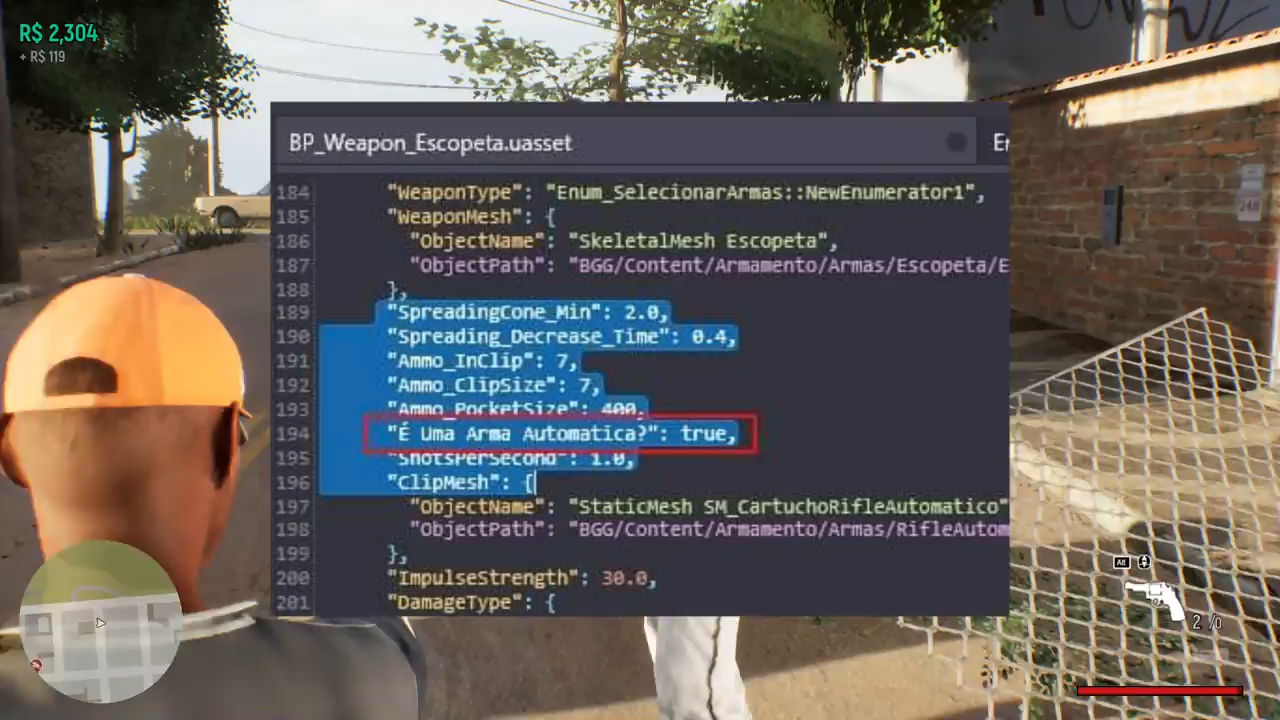 R$ 2,304
+ R$ 119
BP_Weapon_Escopeta.uasset
184 "WeaponType": "Enum_SelecionarArmas::NewEnumerator1",
185 "WeaponMesh": {
186 "ObjectName": "SkeletalMesh Escopeta",
187 "ObjectPath": "BGG/Content/Armamento/Armas/Escopeta/E
188 },
189 "SpreadingCone_Min": 2.0,
190 "Spreading_Decrease_Time": 0.4,
191 "Ammo_InClip": 7,
192 "Ammo_ClipSize": 7,
193 "Ammo_PocketSize": 400,
194 "É Uma Arma Automatica?": true,
195 "ShotsPerSecond": 1.0,
196 "ClipMesh": {
197 "ObjectName": "StaticMesh SM_CartuchoRifleAutomatico"
198 "ObjectPath": "BGG/Content/Armamento/Armas/RifleAutom
199 },
200 "ImpulseStrength": 30.0,
201 "DamageType": {
Alt
2/0